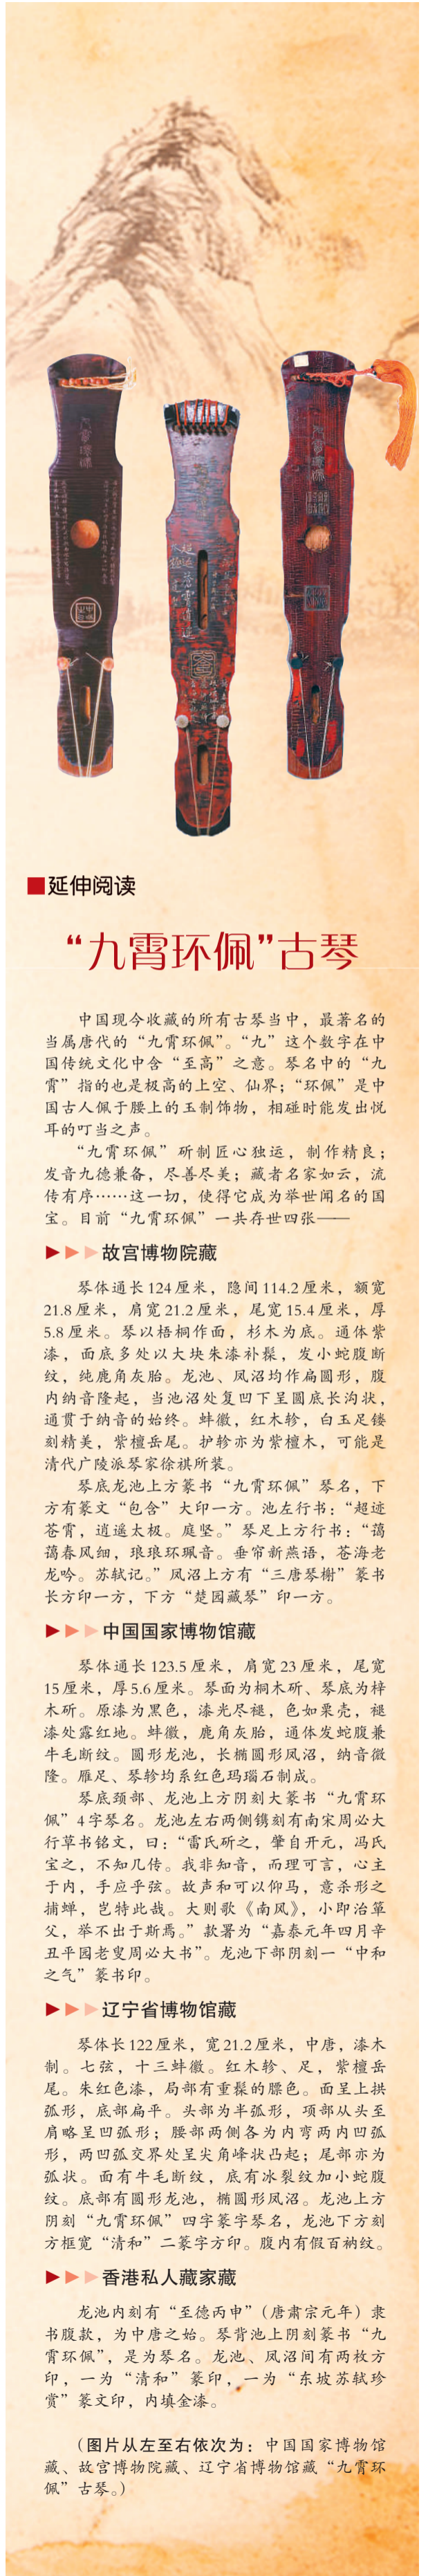 九霄环佩
超迹苍霄逍遥太极
九霄环佩
■延伸阅读
“九霄环佩”古琴
中国现今收藏的所有古琴当中，最著名的
当属唐代的“九霄环佩”。“九”这个数字在中
国传统文化中含“至高”之意。琴名中的“九
霄”指的也是极高的上空、仙界；“环佩”是中
国古人佩于腰上的玉制饰物，相碰时能发出悦
耳的叮当之声。
“九霄环佩”斫制匠心独运，制作精良；
发音九德兼备，尽善尽美；藏者名家如云，流
传有序……这一切，使得它成为举世闻名的国
宝。目前“九霄环佩”一共存世四张——
故宫博物院藏
琴体通长124厘米，隐间114.2厘米，额宽
21.8厘米，肩宽21.2厘米，尾宽15.4厘米，厚
5.8厘米。琴以梧桐作面，杉木为底。通体紫
漆，面底多处以大块朱漆补髹，发小蛇腹断
纹，纯鹿角灰胎。龙池、凤沼均作扁圆形，腹
内纳音隆起，当池沼处复凹下呈圆底长沟状，
通贯于纳音的始终。蚌徽，红木轸，白玉足镂
刻精美，紫檀岳尾。护轸亦为紫檀木，可能是
清代广陵派琴家徐祺所装。
琴底龙池上方篆书“九霄环佩”琴名，下
方有篆文“包含”大印一方。池左行书：“超迹
苍霄，逍遥太极。庭坚。”琴足上方行书：“蔼
蔼春风细，琅琅环珮音。垂帘新燕语，苍海老
龙吟。苏轼记。”凤沼上方有“三唐琴榭”篆书
长方印一方，下方“楚园藏琴”印一方。
中国国家博物馆藏
琴体通长123.5厘米，肩宽23厘米，尾宽
15厘米，厚5.6厘米。琴面为桐木斫、琴底为梓
木斫。原漆为黑色，漆光尽褪，色如栗壳，褪
漆处露红地。蚌徽，鹿角灰胎，通体发蛇腹兼
牛毛断纹。圆形龙池，长椭圆形凤沼，纳音微
隆。雁足、琴轸均系红色玛瑙石制成。
琴底颈部、龙池上方阴刻大篆书“九霄环
佩”4字琴名。龙池左右两侧镌刻有南宋周必大
行草书铭文，曰：“雷氏斫之，肇自开元，冯氏
宝之，不知几传。我非知音，而理可言，心主
于内，手应乎弦。故声和可以仰马，意杀形之
捕蝉，岂特此哉。大则歌《南风》，小即治箪
父，举不出于斯焉。”款署为“嘉泰元年四月辛
丑平园老叟周必大书”。龙池下部阴刻一“中和
之气”篆书印。
辽宁省博物馆藏
琴体长122厘米，宽21.2厘米，中唐，漆木
制。七弦，十三蚌徽。红木轸、足，紫檀岳
尾。朱红色漆，局部有重髹的朦色。面呈上拱
弧形，底部扁平。头部为半弧形，项部从头至
肩略呈凹弧形；腰部两侧各为内弯两内凹弧
形，两凹弧交界处呈尖角峰状凸起；尾部亦为
弧状。面有牛毛断纹，底有冰裂纹加小蛇腹
纹。底部有圆形龙池，椭圆形凤沼。龙池上方
阴刻“九霄环佩”四字篆字琴名，龙池下方刻
方框宽“清和”二篆字方印。腹内有假百衲纹。
香港私人藏家藏
龙池内刻有“至德丙申”（唐肃宗元年）隶
书腹款，为中唐之始。琴背池上阴刻篆书“九
霄环佩”，是为琴名。龙池、凤沼间有两枚方
印，一为“清和”篆印，一为“东坡苏轼珍
赏”篆文印，内填金漆。
（图片从左至右依次为：中国国家博物馆
藏、故宫博物院藏、辽宁省博物馆藏“九霄环
佩”古琴。）